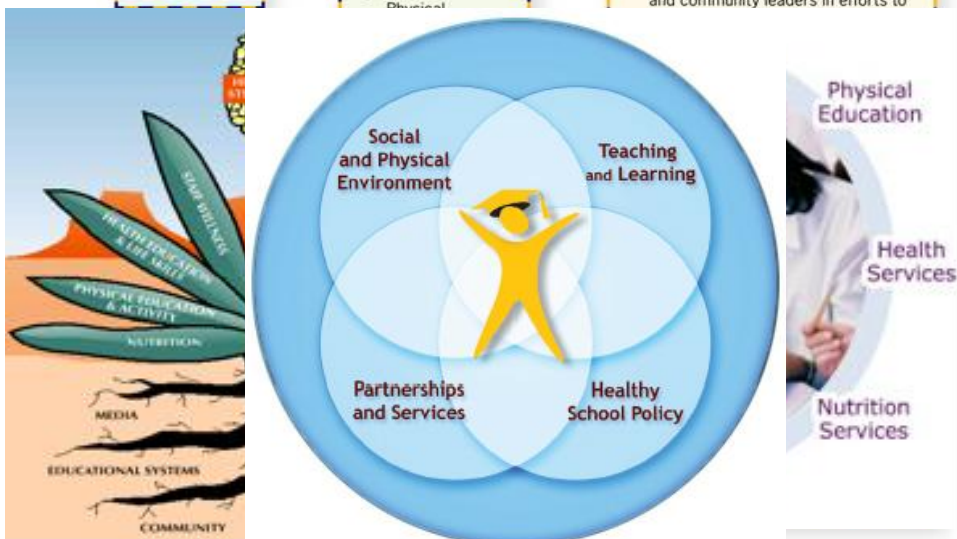 Physical
and community leaders in efforts to
STAFF WELLNESS
HEALTH EDUCATION
& LIFE SKILLS
PHYSICAL EDUCATION
& ACTIVITY
NUTRITION
MEDIA
EDUCATIONAL SYSTEMS
COMMUNITY
Social
and Physical
Environment
Teaching
and Learning
Partnerships
and Services
Healthy
School Policy
Physical
Education
Health
Services
Nutrition
Services